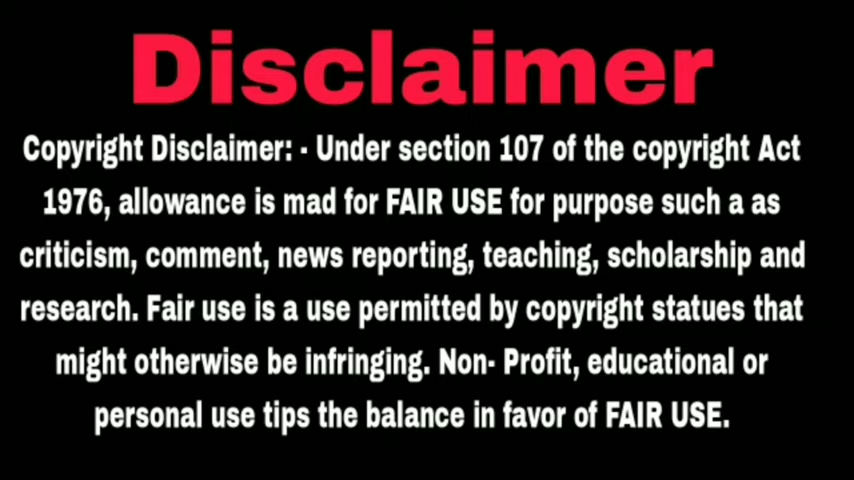 Disclaimer
Copyright Disclaimer: - Under section 107 of the copyright Act
1976, allowance is mad for FAIR USE for purpose such a as
criticism, comment, news reporting, teaching, scholarship and
research. Fair use is a use permitted by copyright statues that
might otherwise be infringing. Non- Profit, educational or
personal use tips the balance in favor of FAIR USE.